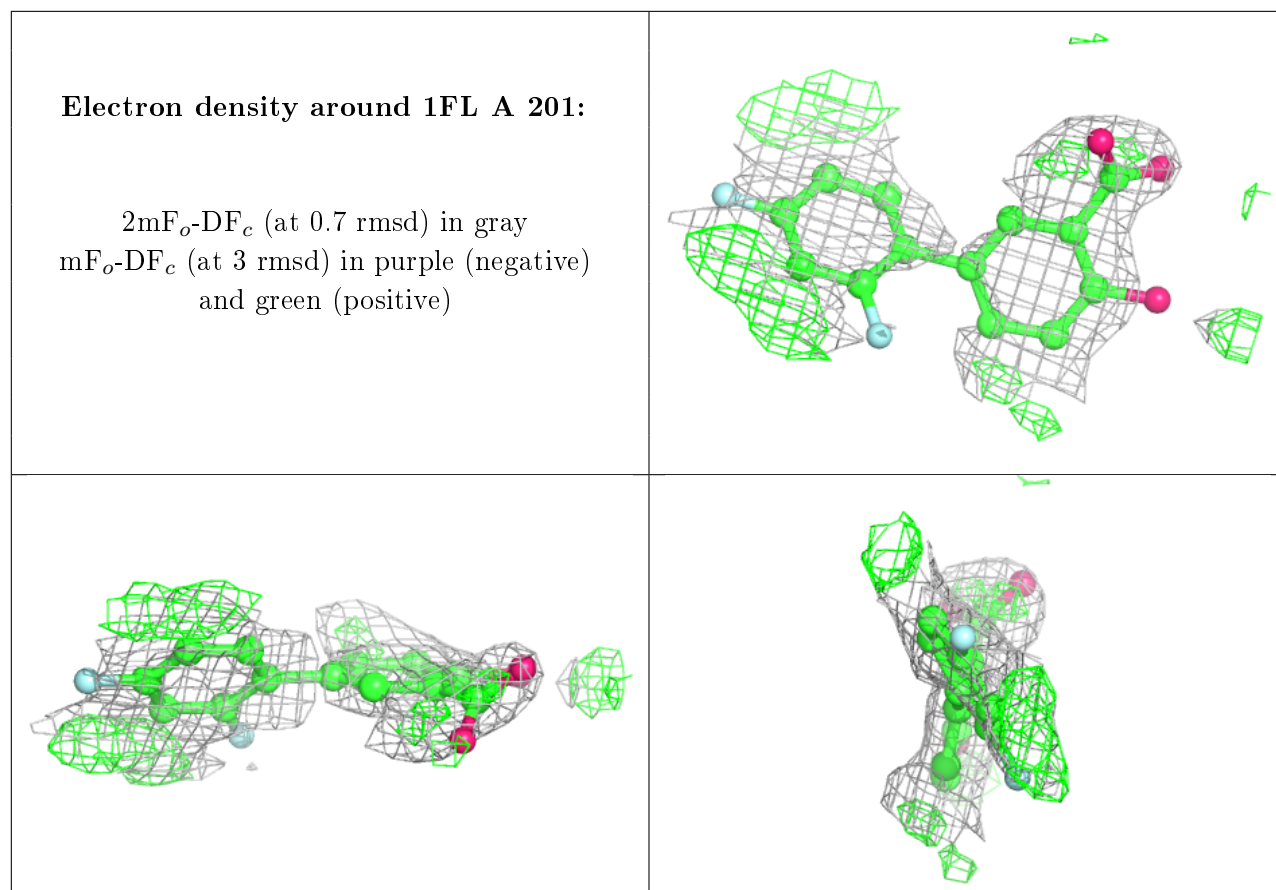 Electron density around 1FL A 201:
2mFo-DFc (at 0.7 rmsd) in gray
mFo-DFc (at 3 rmsd) in purple (negative)
and green (positive)